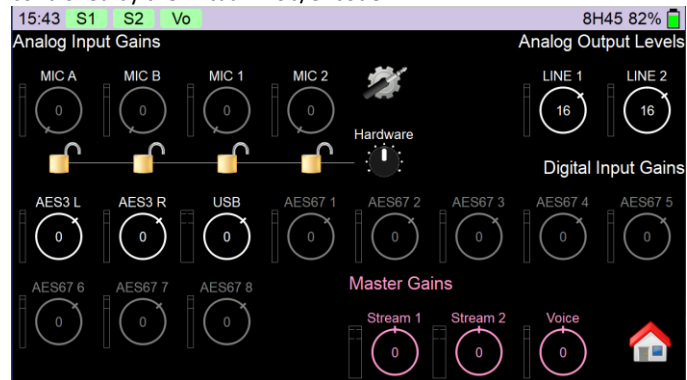 15:43 S1 S2 Vo 8H45 82%
Analog Input Gains Analog Output Levels
MIC A MIC B MIC 1 MIC 2 LINE 1 LINE 2
0 0 0 0 16 16
Hardware
Digital Input Gains
AES3 L AES3 R USB AES67 1 AES67 2 AES67 3 AES67 4 AES67 5
0 0 0 0 0 0 0 0
AES67 6 AES67 7 AES67 8 Master Gains
Stream 1 Stream 2 Voice
0 0 0 0 0 0